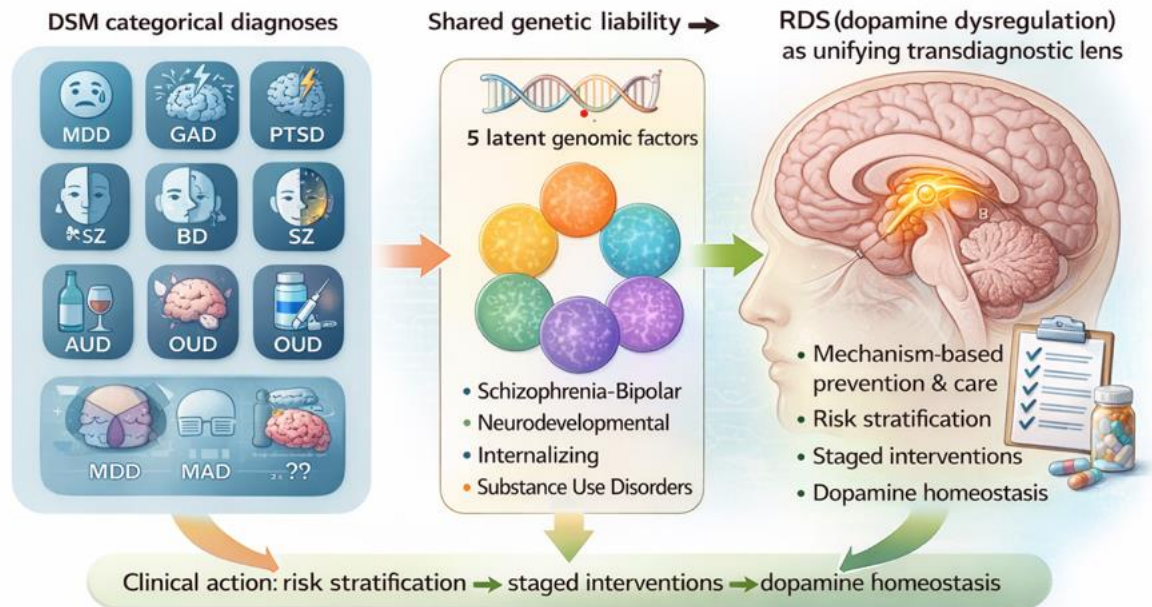 DSM categorical diagnoses
MDD
GAD
PTSD
SZ
BD
SZ
AUD
OUD
OUD
MDD
MAD
??
Shared genetic liability →
5 latent genomic factors
• Schizophrenia-Bipolar
• Neurodevelopmental
• Internalizing
• Substance Use Disorders
RDS (dopamine dysregulation)
as unifying transdiagnostic lens
B
• Mechanism-based
prevention & care
• Risk stratification
• Staged interventions
• Dopamine homeostasis
Clinical action: risk stratification → staged interventions → dopamine homeostasis